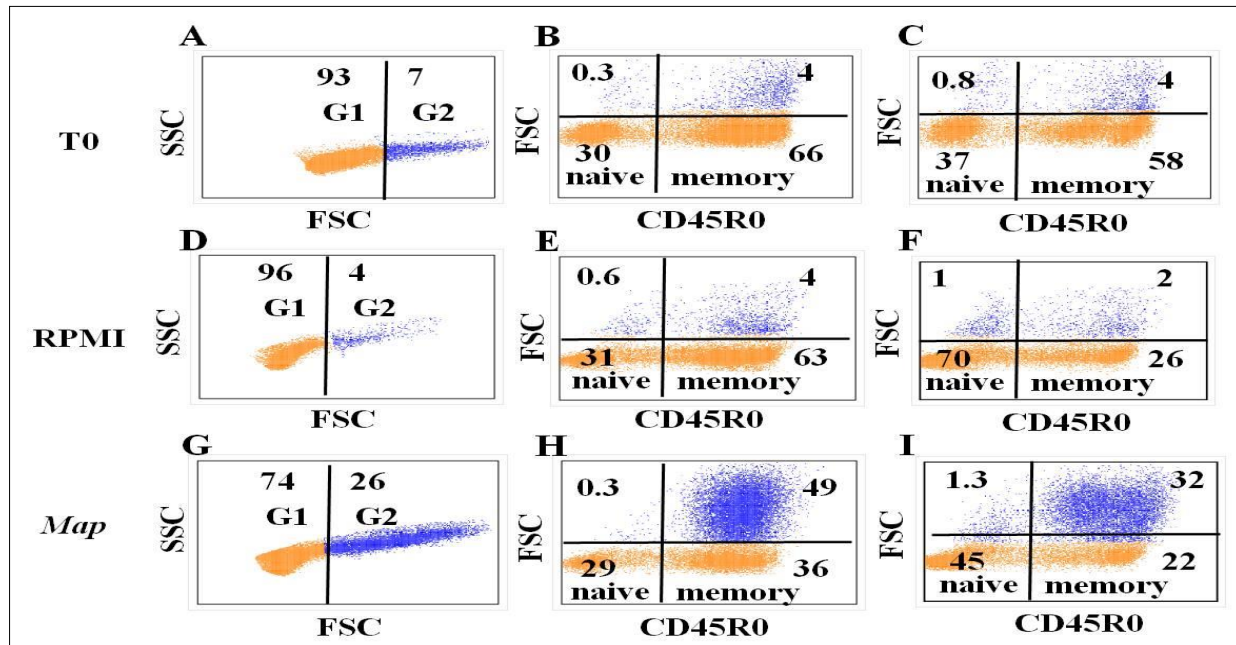 A
93 7
G1 G2
SSC
FSC
B
0.3 4
30 66
naive memory
FSC
CD45R0
C
0.8 4
37 58
naive memory
FSC
CD45R0
T0
D
96 4
G1 G2
SSC
FSC
E
0.6 4
31 63
naive memory
FSC
CD45R0
F
1 2
70 26
naive memory
FSC
CD45R0
RPMI
G
74 26
G1 G2
SSC
FSC
H
0.3 49
29 36
naive memory
FSC
CD45R0
I
1.3 32
45 22
naive memory
FSC
CD45R0
Map